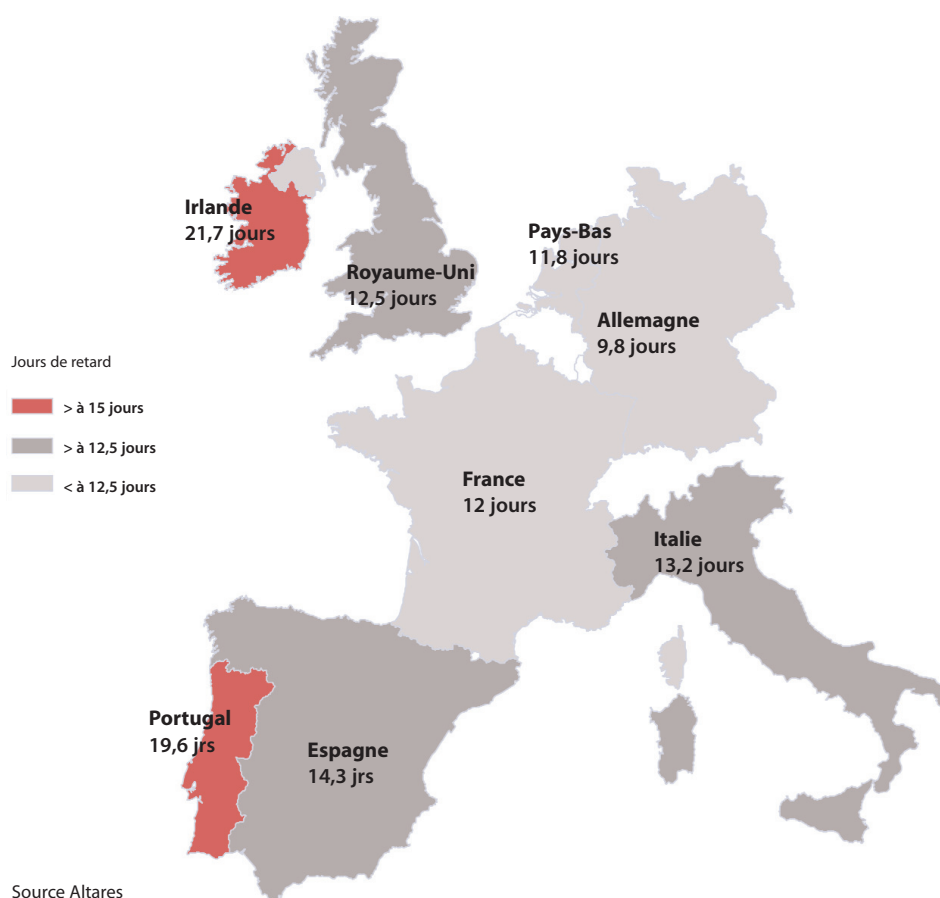 Irlande
21,7 jours
Royaume-Uni
12,5 jours
Pays-Bas
11,8 jours
Allemagne
9,8 jours
Jours de retard
> à 15 jours
> à 12,5 jours
< à 12,5 jours
France
12 jours
Italie
13,2 jours
Portugal
19,6 jrs
Espagne
14,3 jrs
Source Altares